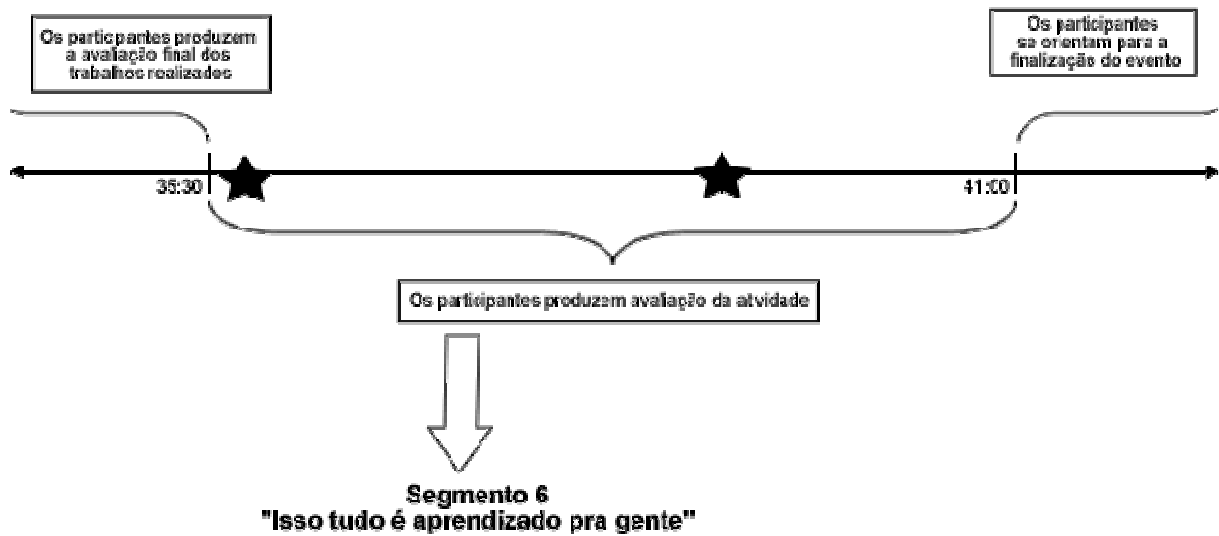 Os participantes produzem
a avaliação final dos
trabalhos realizados
Os participantes
se orientam para a
finalização do evento
35:30
41:00
Os participantes produzem avaliação da atividade
Segmento 6
"Isso tudo é aprendizado pra gente"